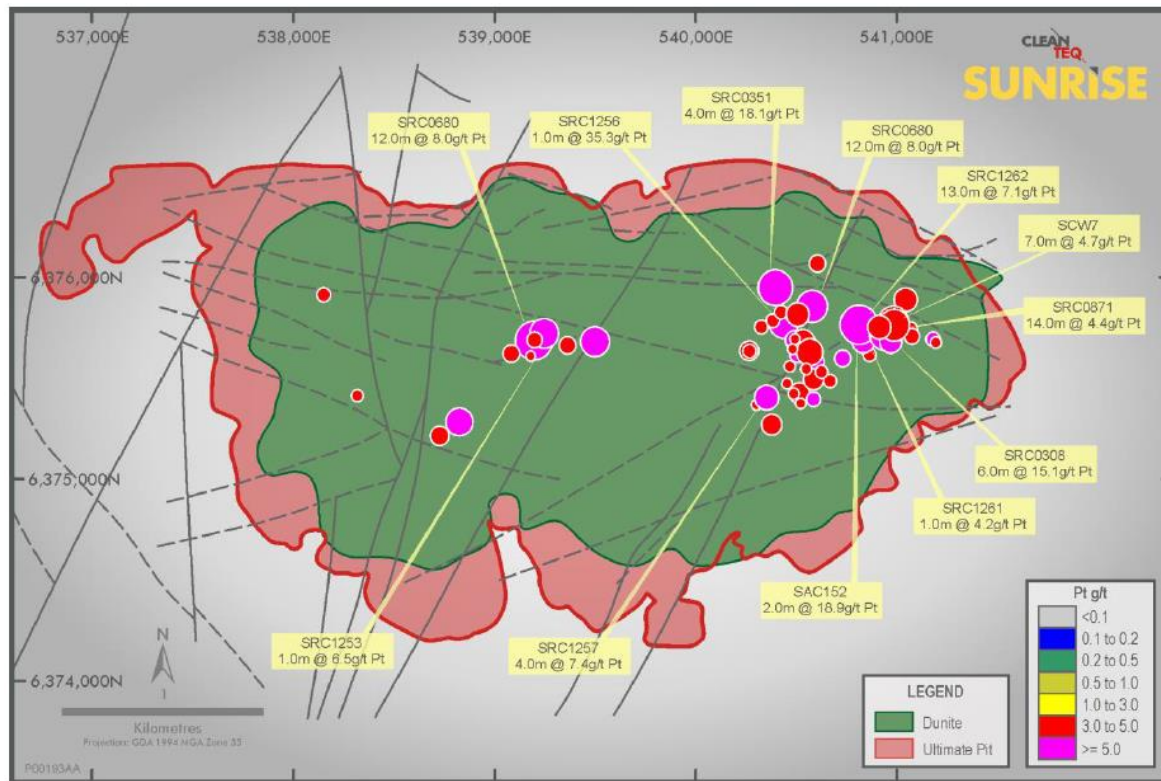 537,000E
538,000E
539,000E
540,000E
541,000E
CLEAN
TEQ
SUNRISE
SRC0351
4.0m @ 18.1g/t Pt
SRC0680
12.0m @ 8.0g/t Pt
SRC1256
1.0m @ 35.3g/t Pt
SRC0680
12.0m @ 8.0g/t Pt
SRC1262
13.0m @ 7.1g/t Pt
SCW7
7.0m @ 4.7g/t Pt
6,376,000N
SRC0871
14.0m @ 4.4g/t Pt
SRC0308
6.0m @ 15.1g/t Pt
6,375,000N
SRC1261
1.0m @ 4.2g/t Pt
SAC152
2.0m @ 18.9g/t Pt
SRC1253
1.0m @ 6.5g/t Pt
SRC1257
4.0m @ 7.4g/t Pt
6,374,000N
N
1
Kilometres
Projection: GDA 1994 MGA Zone 55
P00193AA
LEGEND
Dunite
Ultimate Pit
Pt g/t
<0.1
0.1 to 0.2
0.2 to 0.5
0.5 to 1.0
1.0 to 3.0
3.0 to 5.0
>= 5.0